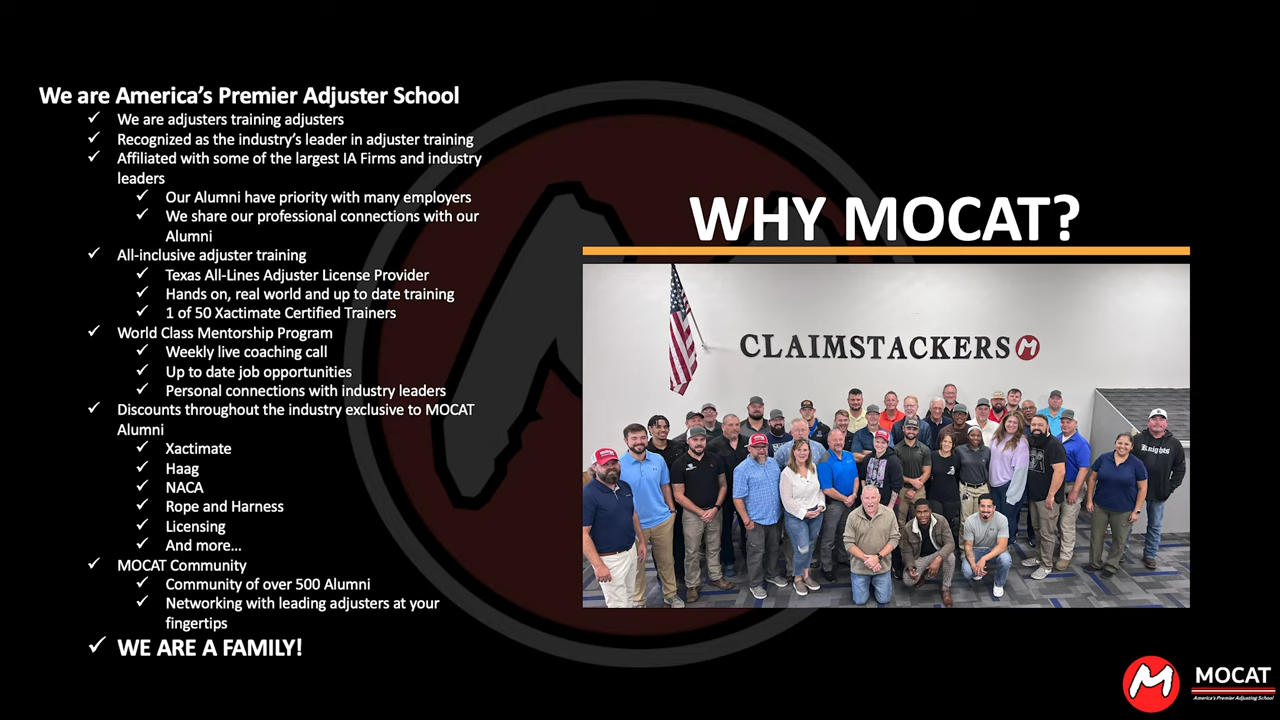 We are America's Premier Adjuster School
✓ We are adjusters training adjusters
✓ Recognized as the industry's leader in adjuster training
✓ Affiliated with some of the largest IA Firms and industry
leaders
✓ Our Alumni have priority with many employers
✓ We share our professional connections with our
Alumni
✓ All-inclusive adjuster training
✓ Texas All-Lines Adjuster License Provider
✓ Hands on, real world and up to date training
✓ 1 of 50 Xactimate Certified Trainers
✓ World Class Mentorship Program
✓ Weekly live coaching call
✓ Up to date job opportunities
✓ Personal connections with industry leaders
✓ Discounts throughout the industry exclusive to MOCAT
Alumni
✓ Xactimate
✓ Haag
✓ NACA
✓ Rope and Harness
✓ Licensing
✓ And more...
✓ MOCAT Community
✓ Community of over 500 Alumni
✓ Networking with leading adjusters at your
fingertips
✓ WE ARE A FAMILY!
WHY MOCAT?
CLAIMSTACKERS M
Knights
M
MOCAT
America's Premier Adjusting School